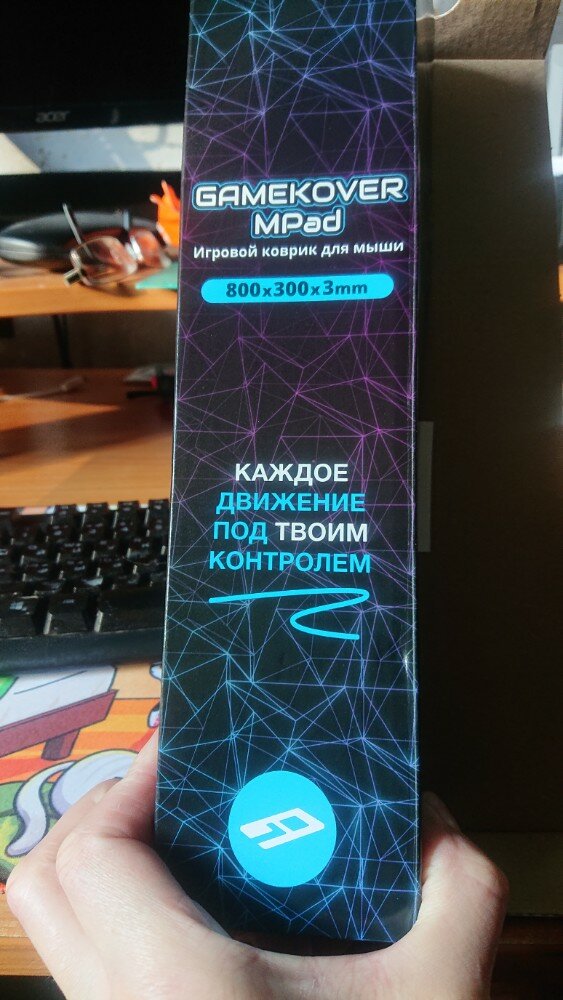 acer
GAMEKOVER
MPad
Игровой коврик для мыши
800x300x3mm
КАЖДОЕ
ДВИЖЕНИЕ
ПОД ТВОИМ
КОНТРОЛЕМ